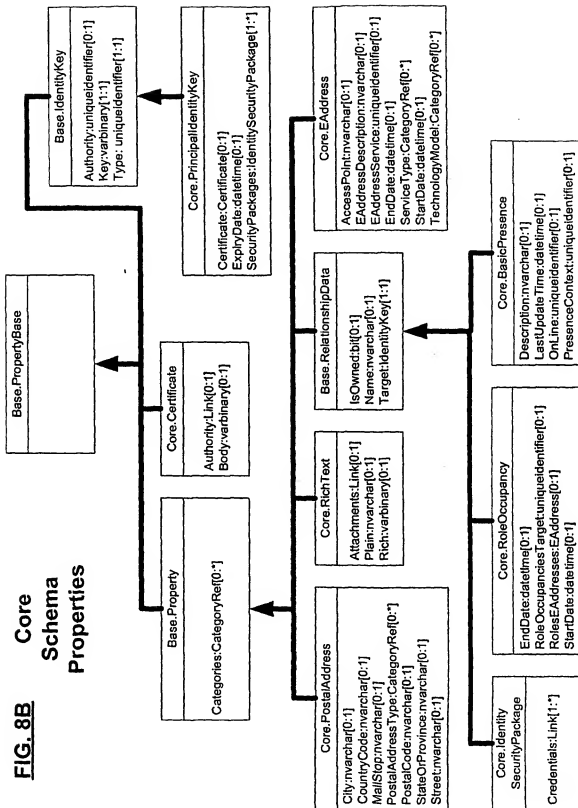 FIG. 8B
Core
Schema
Properties
Base.PropertyBase
Base.Property
Categories:CategoryRef[0:*]
Core.Certificate
Authority:Link[0:1]
Body:varbinary[0:1]
Base.IdentityKey
Authority:uniqueidentifier[0:1]
Key:varbinary[1:1]
Type: uniqueidentifier[1:1]
Core.PrincipalIdentityKey
Certificate:Certificate[0:1]
ExpiryDate:datetime[0:1]
SecurityPackages:IdentitySecurityPackage[1:*]
Core.PostalAddress
City:nvarchar[0:1]
CountryCode:nvarchar[0:1]
MailStop:nvarchar[0:1]
PostalAddressType:CategoryRef[0:*]
PostalCode:nvarchar[0:1]
StateOrProvince:nvarchar[0:1]
Street:nvarchar[0:1]
Core.RichText
Attachments:Link[0:1]
Plain:nvarchar[0:1]
Rich:varbinary[0:1]
Base.RelationshipData
IsOwned:bit[0:1]
Name:nvarchar[0:1]
Target:IdentityKey[1:1]
Core.EAddress
AccessPoint:nvarchar[0:1]
EAddressDescription:nvarchar[0:1]
EAddressService:uniqueidentifier[0:1]
EndDate:datetime[0:1]
ServiceType:CategoryRef[0:*]
StartDate:datetime[0:1]
TechnologyModel:CategoryRef[0:*]
Core.Identity
SecurityPackage
Credentials:Link[1:*]
Core.RoleOccupancy
EndDate:datetime[0:1]
RoleOccupanciesTarget:uniqueidentifier[0:1]
RolesEAddresses:EAddress[0:1]
StartDate:datetime[0:1]
Core.BasicPresence
Description:nvarchar[0:1]
LastUpdateTime:datetime[0:1]
OnLine:uniqueidentifier[0:1]
PresenceContext:uniqueidentifier[0:1]